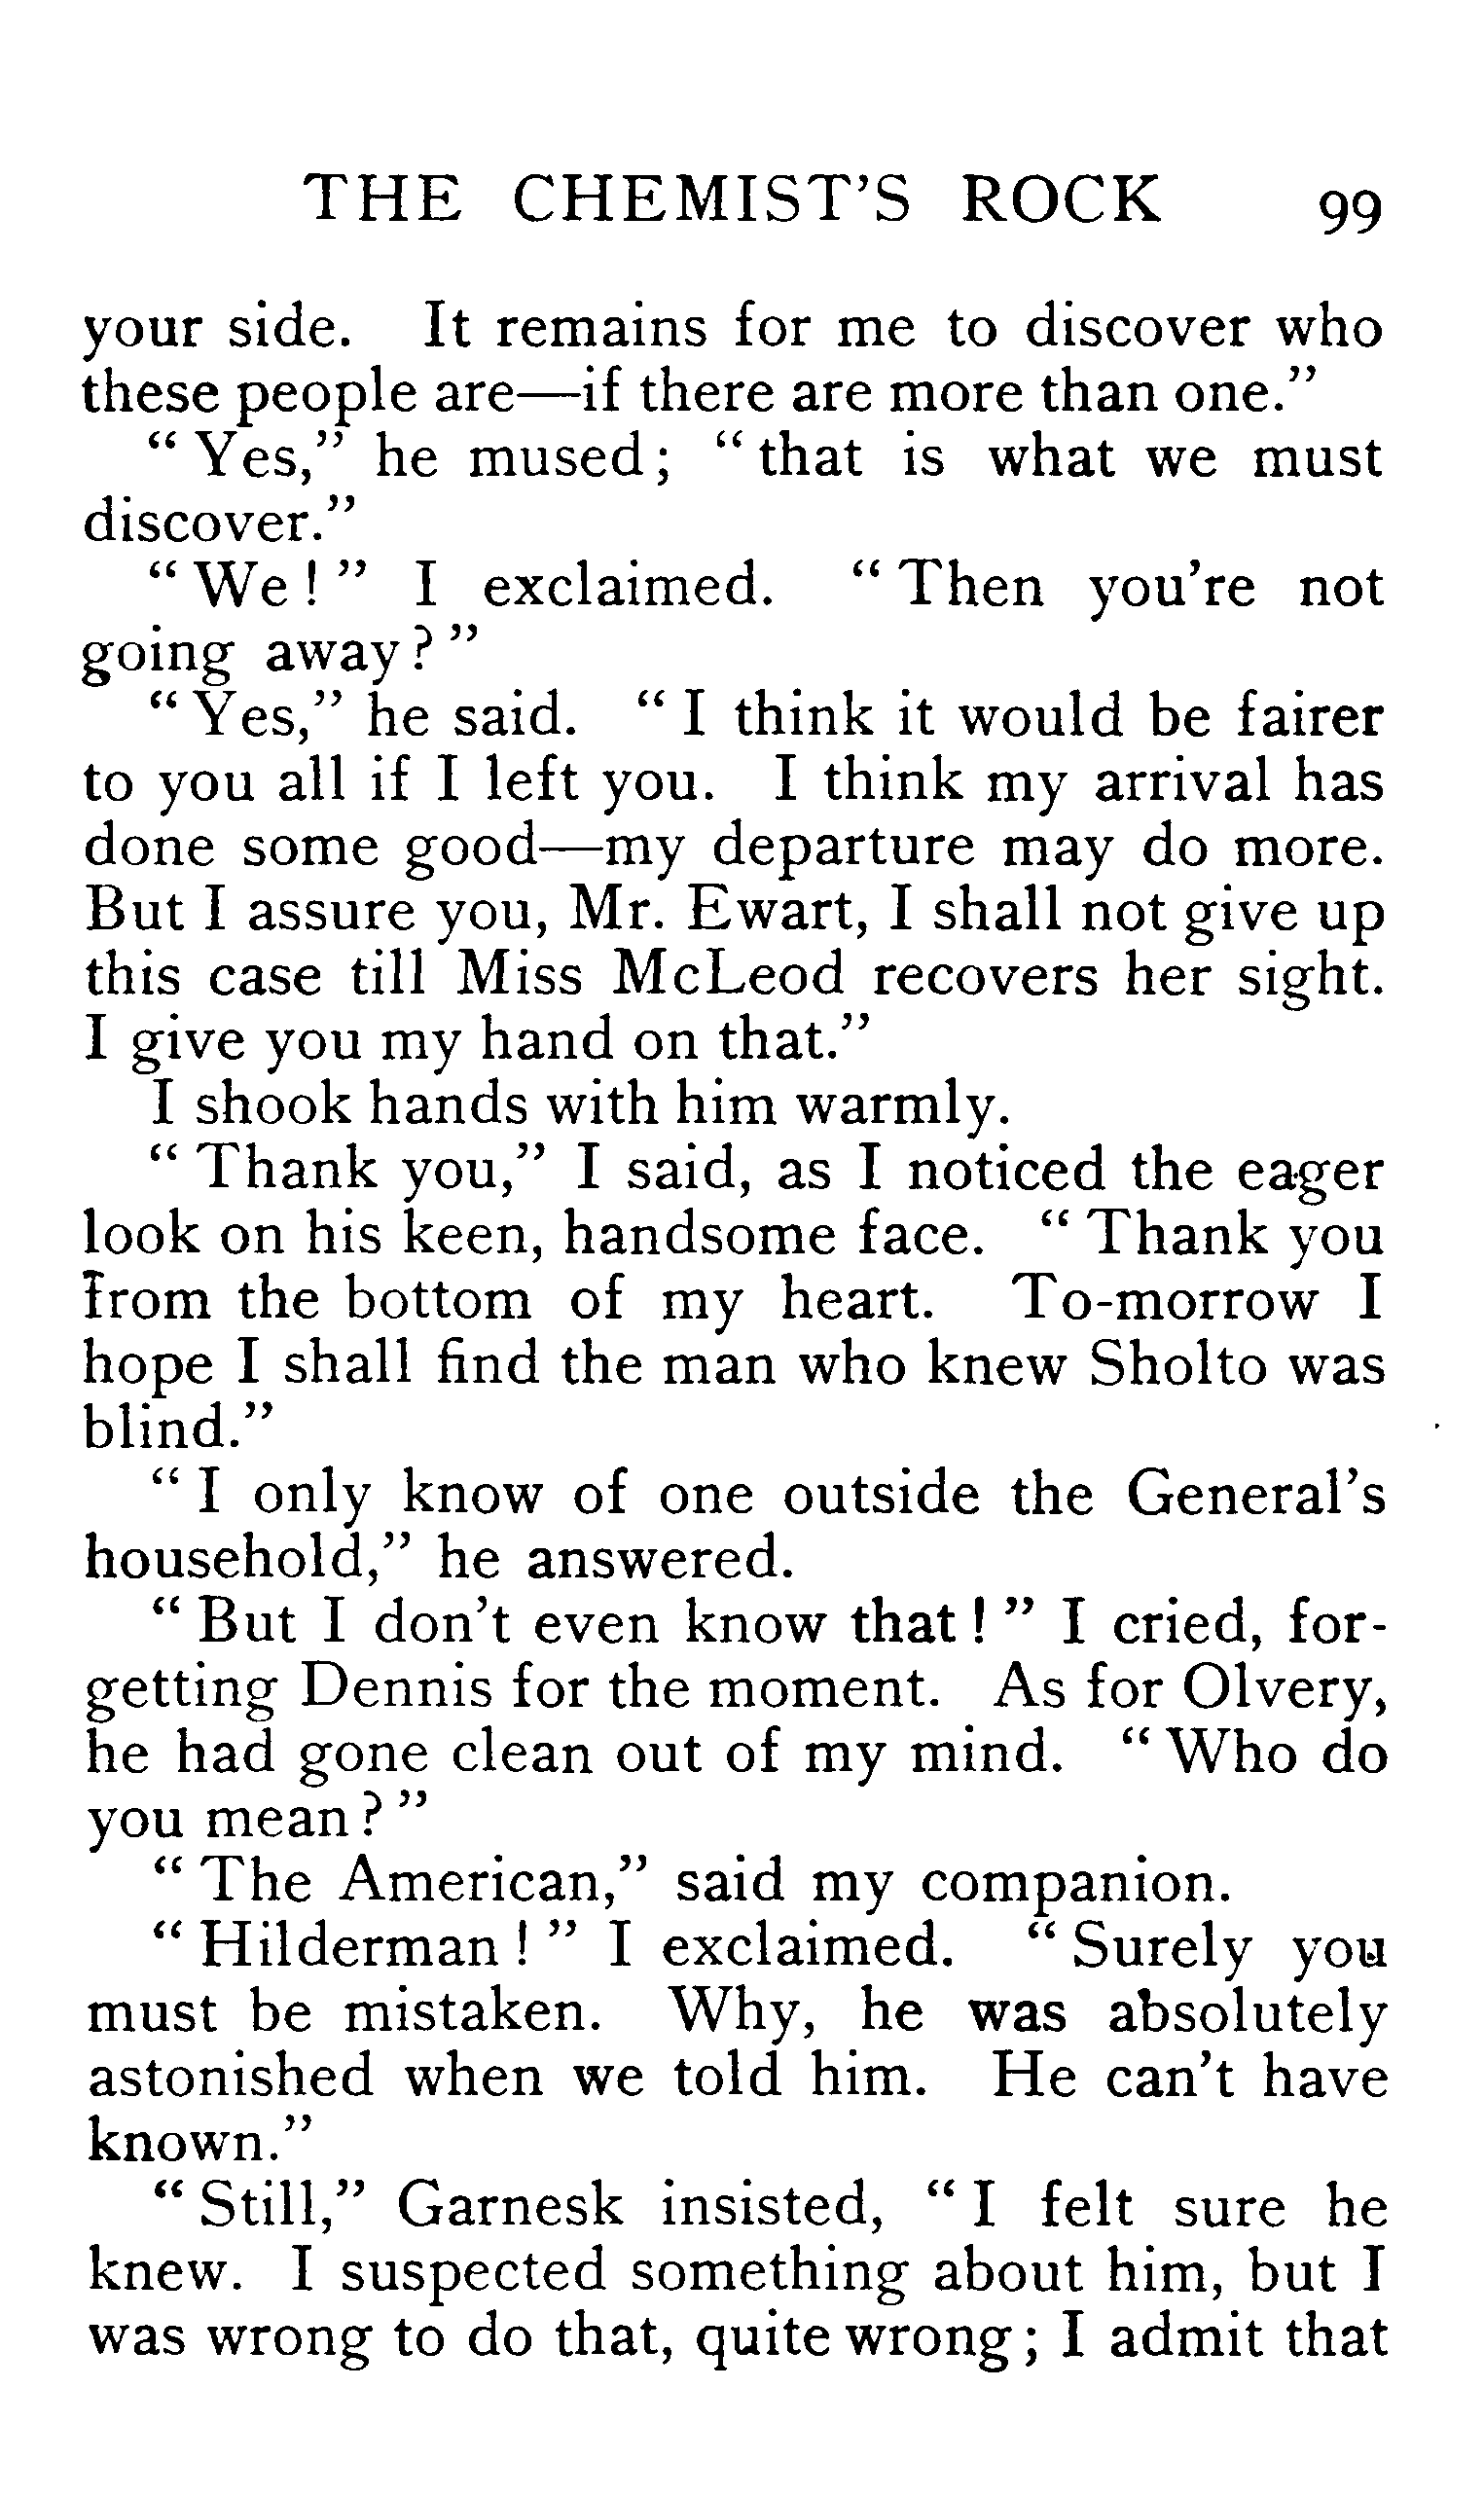 THE CHEMIST'S ROCK 99
your side. It remains for me to discover who
these people are—if there are more than one."
"Yes," he mused; "that is what we must
discover."
"We!" I exclaimed. "Then you're not
going away?"
"Yes," he said. "I think it would be fairer
to you all if I left you. I think my arrival has
done some good—my departure may do more.
But I assure you, Mr. Ewart, I shall not give up
this case till Miss McLeod recovers her sight.
I give you my hand on that."
I shook hands with him warmly.
"Thank you," I said, as I noticed the eager
look on his keen, handsome face. "Thank you
from the bottom of my heart. To-morrow I
hope I shall find the man who knew Sholto was
blind."
"I only know of one outside the General's
household," he answered.
"But I don't even know that!" I cried, for-
getting Dennis for the moment. As for Olvery,
he had gone clean out of my mind. "Who do
you mean?"
"The American," said my companion.
"Hilderman!" I exclaimed. "Surely you
must be mistaken. Why, he was absolutely
astonished when we told him. He can't have
known."
"Still," Garnesk insisted, "I felt sure he
knew. I suspected something about him, but I
was wrong to do that, quite wrong; I admit that